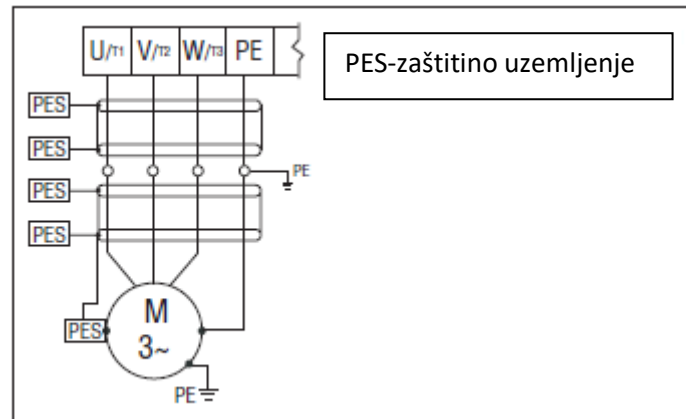 U/T1 V/T2 W/T3 PE
PES-zaštitino uzemljenje
PES
PES
PE
PES
PES
M
3~
PES
PE